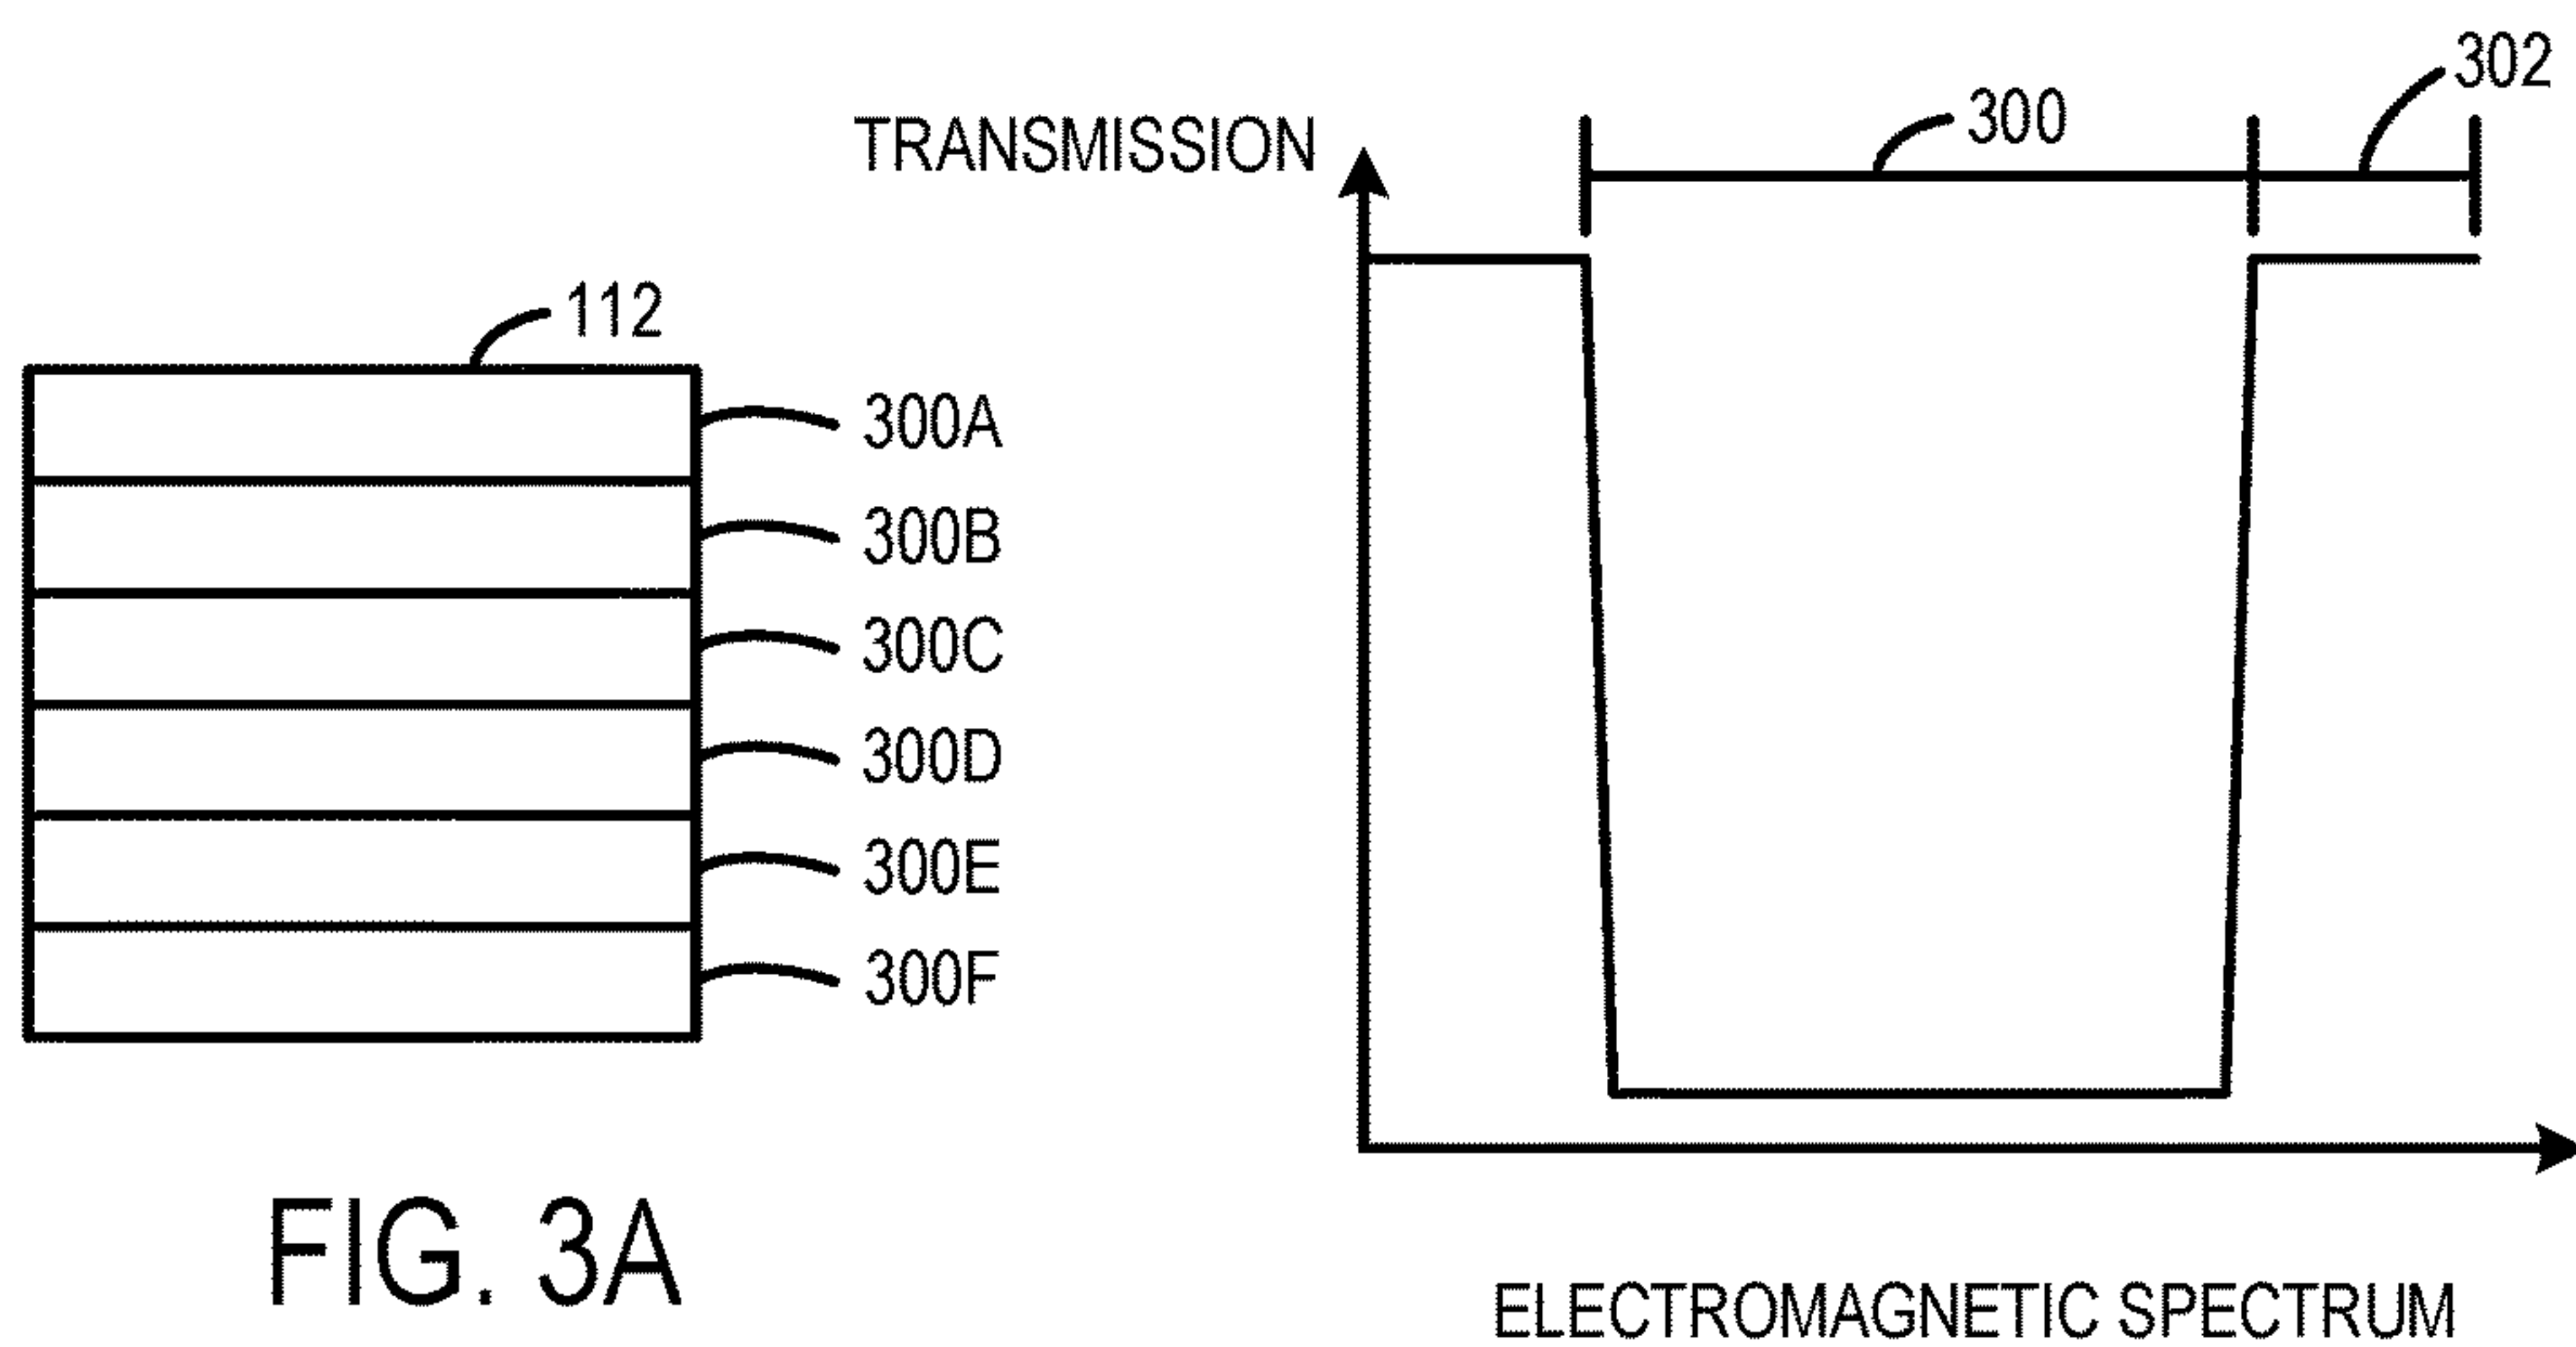 302
300
TRANSMISSION
112
300A
300B
300C
300D
300E
300F
FIG. 3A
ELECTROMAGNETIC SPECTRUM